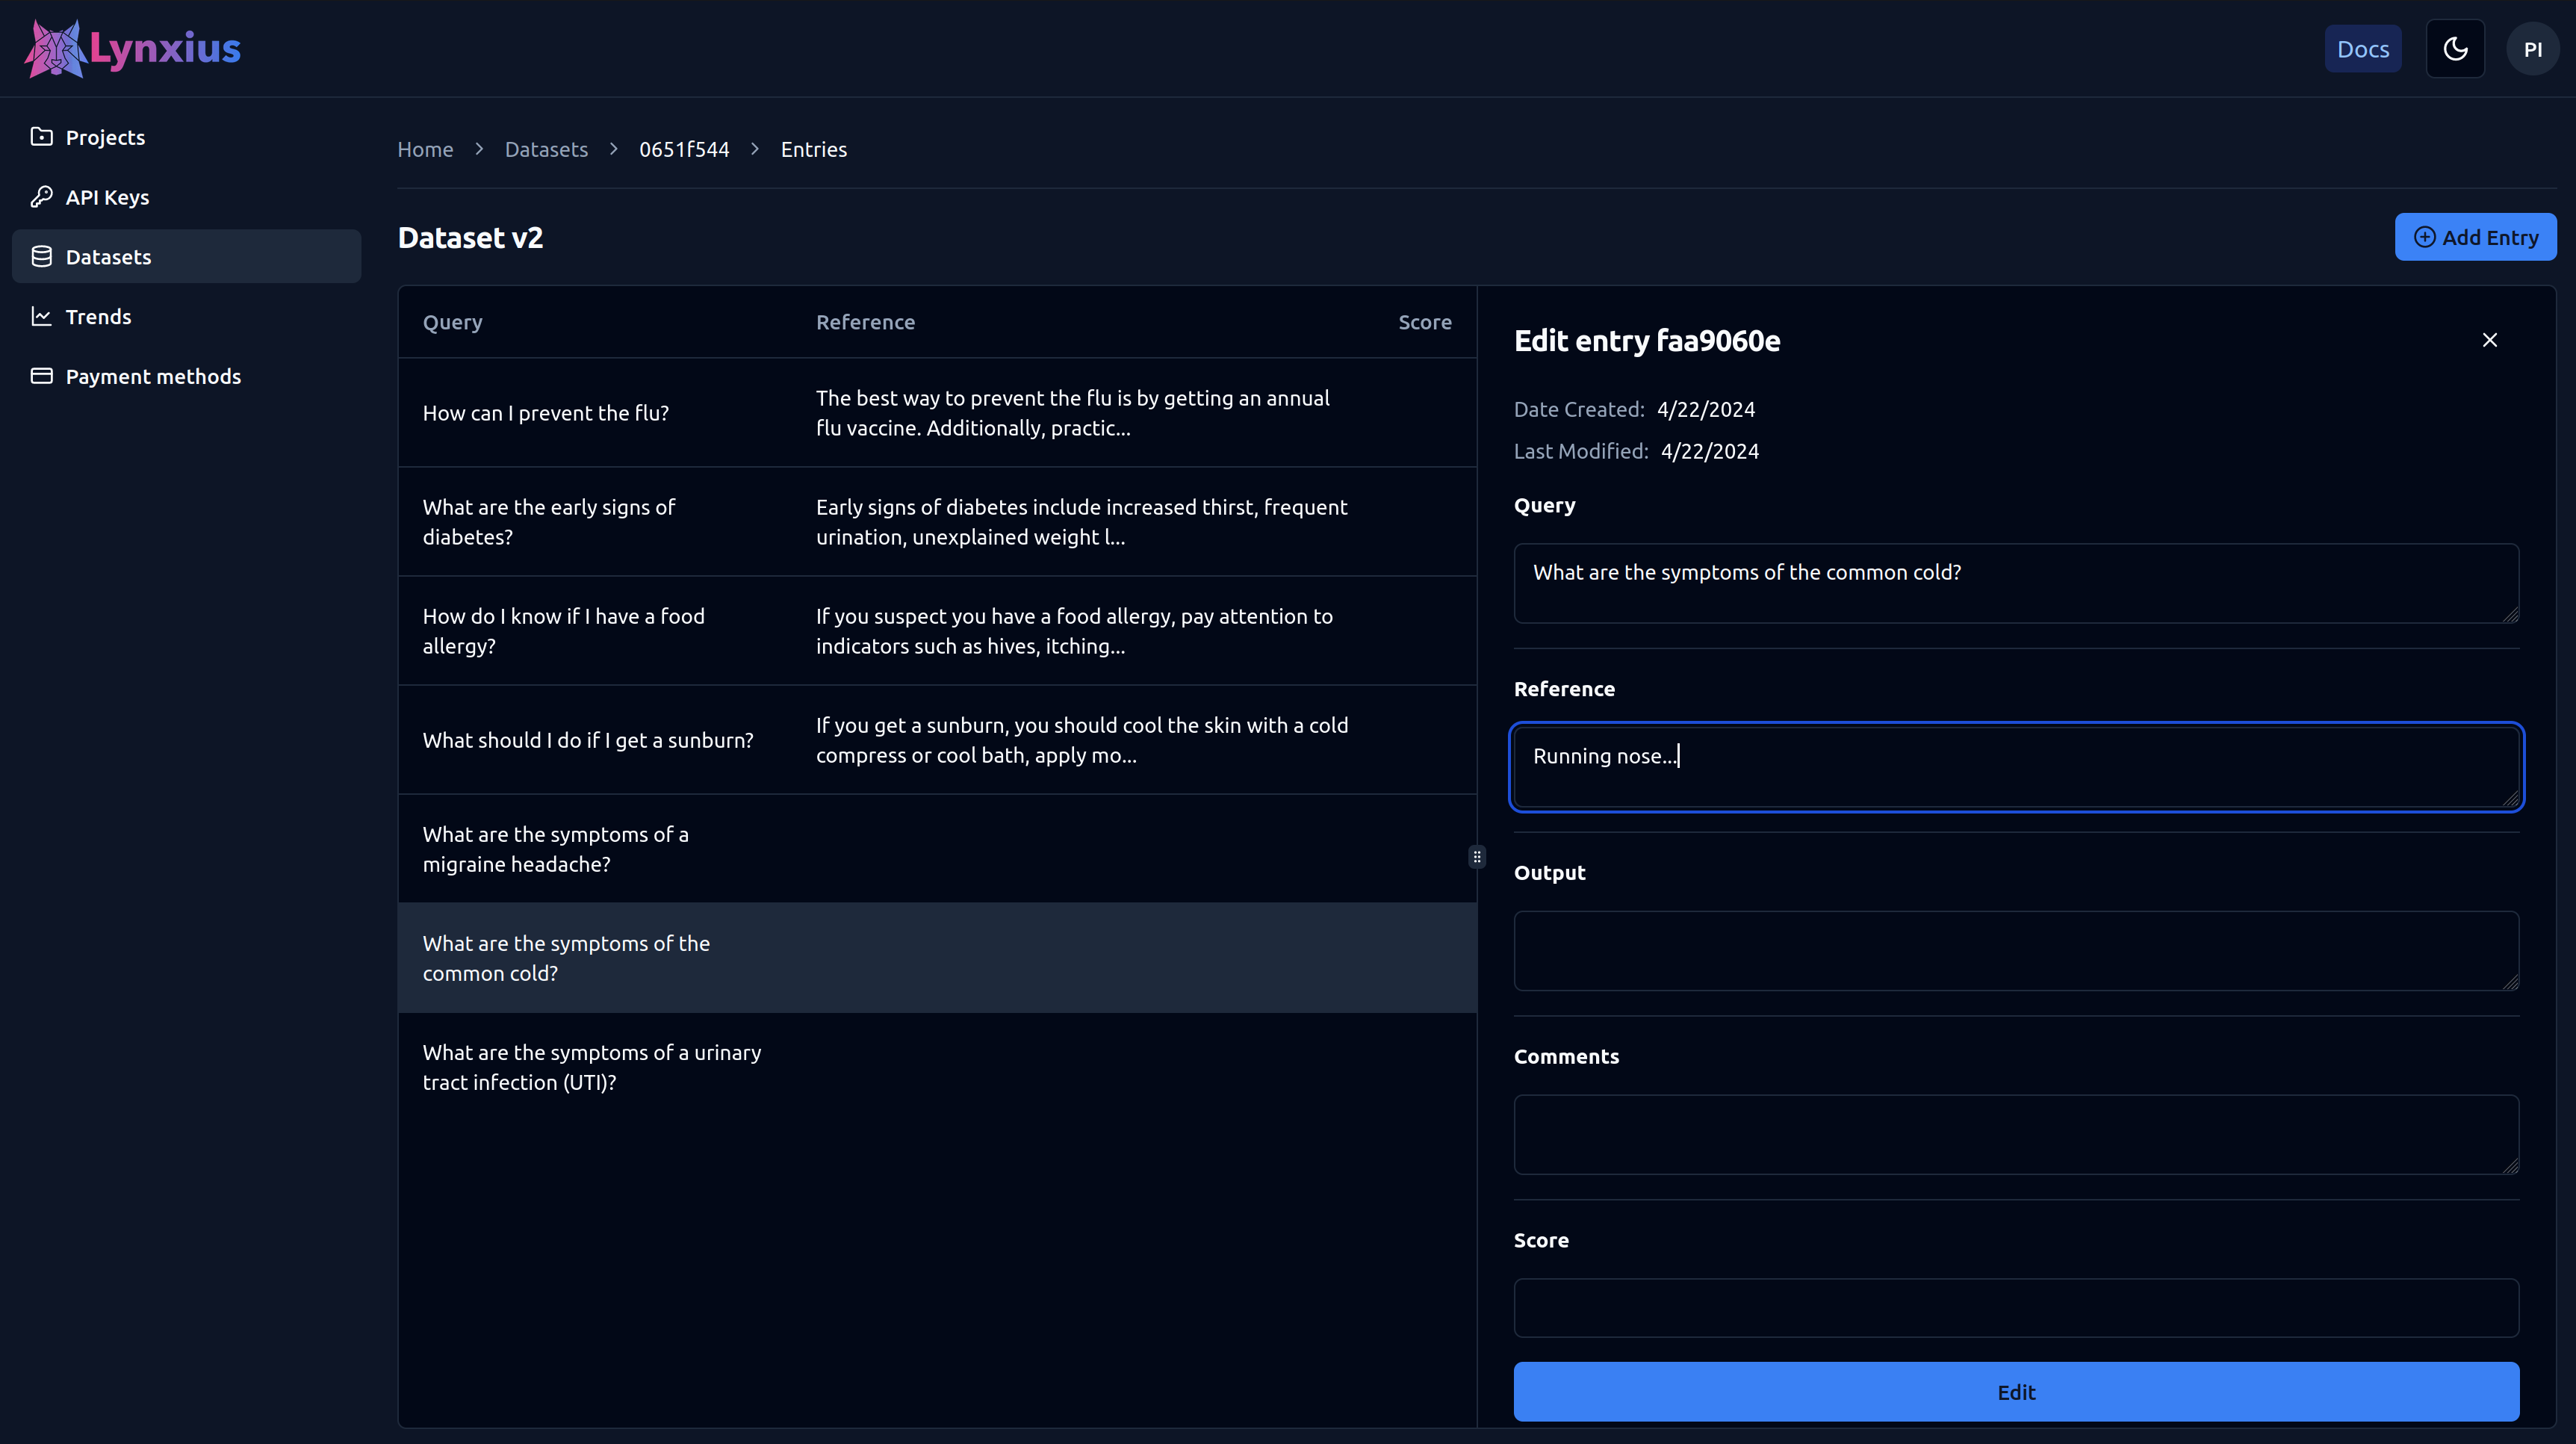 Lynxius
Docs
PI
Projects
API Keys
Datasets
Trends
Payment methods
Home
Datasets
0651f544
Entries
Dataset v2
Add Entry
Query
Reference
Score
How can I prevent the flu?
The best way to prevent the flu is by getting an annual
flu vaccine. Additionally, practic...
What are the early signs of
diabetes?
Early signs of diabetes include increased thirst, frequent
urination, unexplained weight l...
How do I know if I have a food
allergy?
If you suspect you have a food allergy, pay attention to
indicators such as hives, itching...
What should I do if I get a sunburn?
If you get a sunburn, you should cool the skin with a cold
compress or cool bath, apply mo...
What are the symptoms of a
migraine headache?
What are the symptoms of the
common cold?
What are the symptoms of a urinary
tract infection (UTI)?
Edit entry faa9060e
Date Created: 4/22/2024
Last Modified: 4/22/2024
Query
What are the symptoms of the common cold?
Reference
Running nose...
Output
Comments
Score
Edit